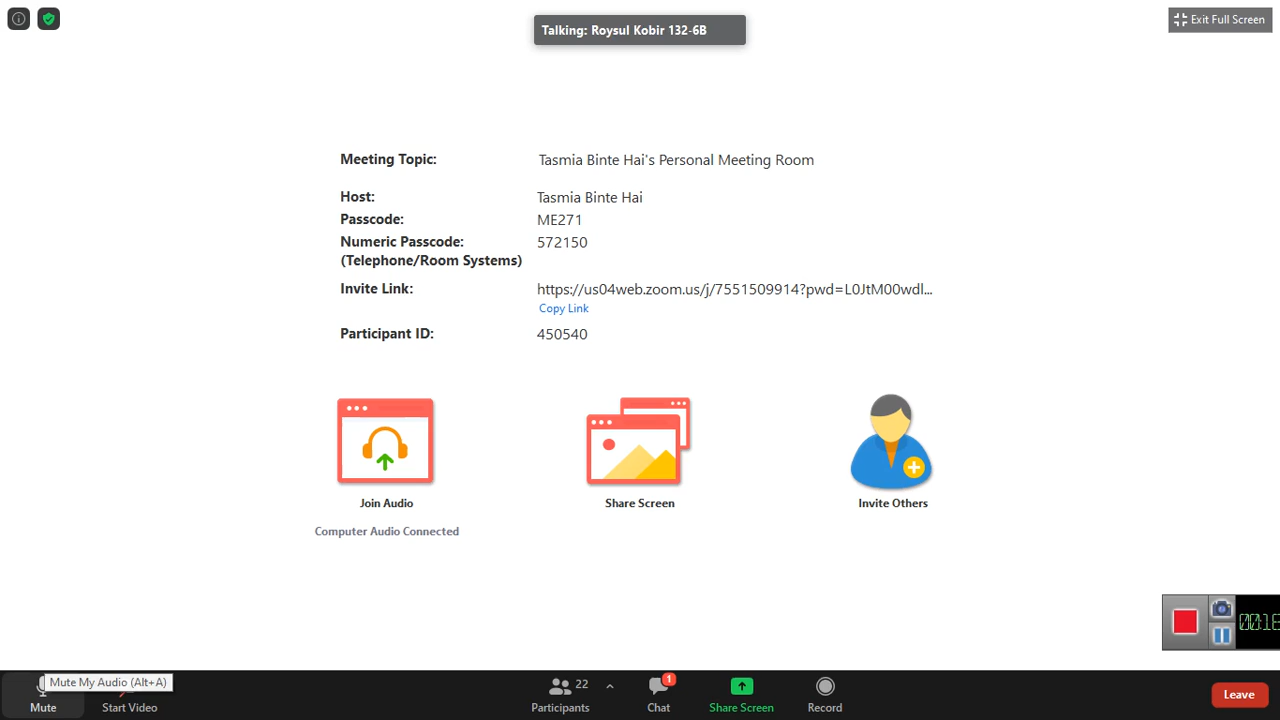 Talking: Roysul Kobir 132-6B
Exit Full Screen
Meeting Topic: Tasmia Binte Hai's Personal Meeting Room
Host: Tasmia Binte Hai
Passcode: ME271
Numeric Passcode: 572150
(Telephone/Room Systems)
Invite Link: https://us04web.zoom.us/j/7551509914?pwd=L0JtM00wdl...
Copy Link
Participant ID: 450540
Join Audio
Share Screen
Invite Others
Computer Audio Connected
Mute My Audio (Alt+A)
22
1
Mute
Start Video
Participants
Chat
Share Screen
Record
Leave